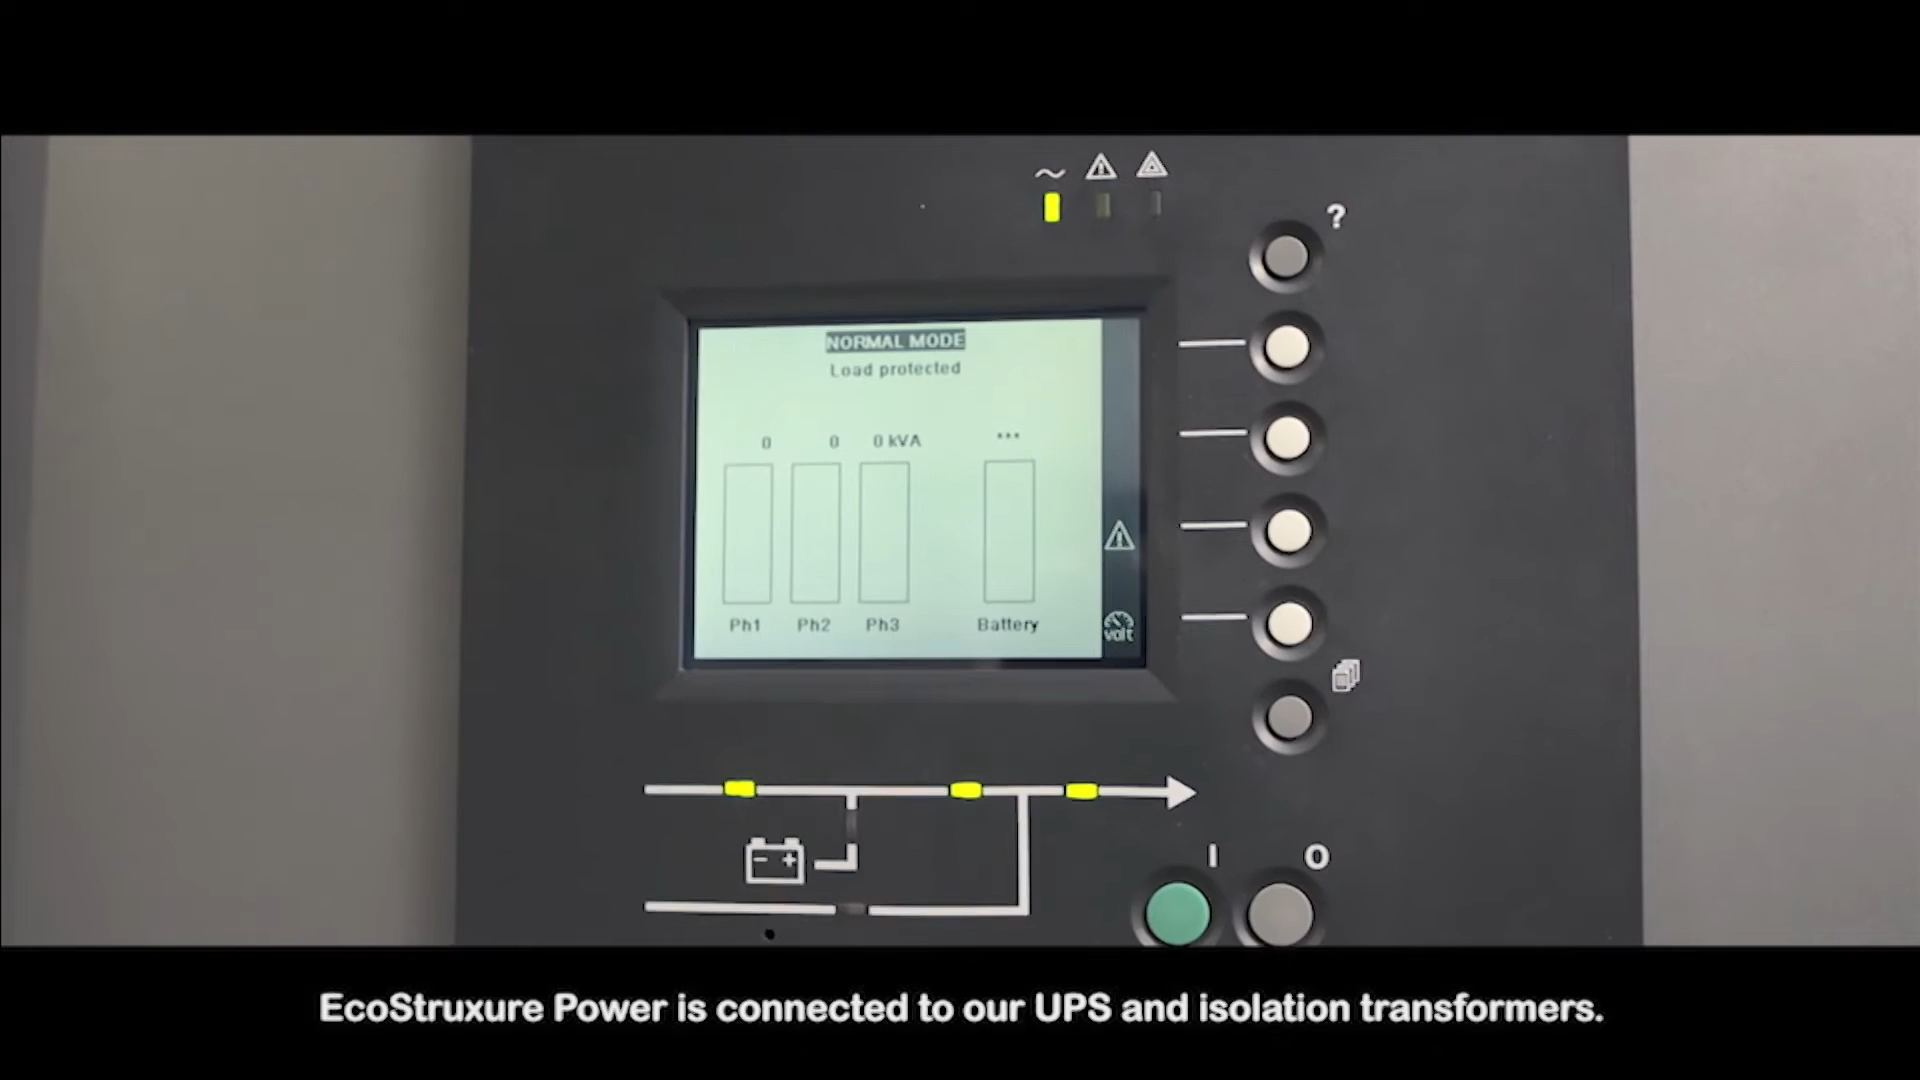 ?
NORMAL MODE
Load protected
0 0 0 kVA ***
Ph1 Ph2 Ph3 Battery
volt
I O
EcoStruxure Power is connected to our UPS and isolation transformers.